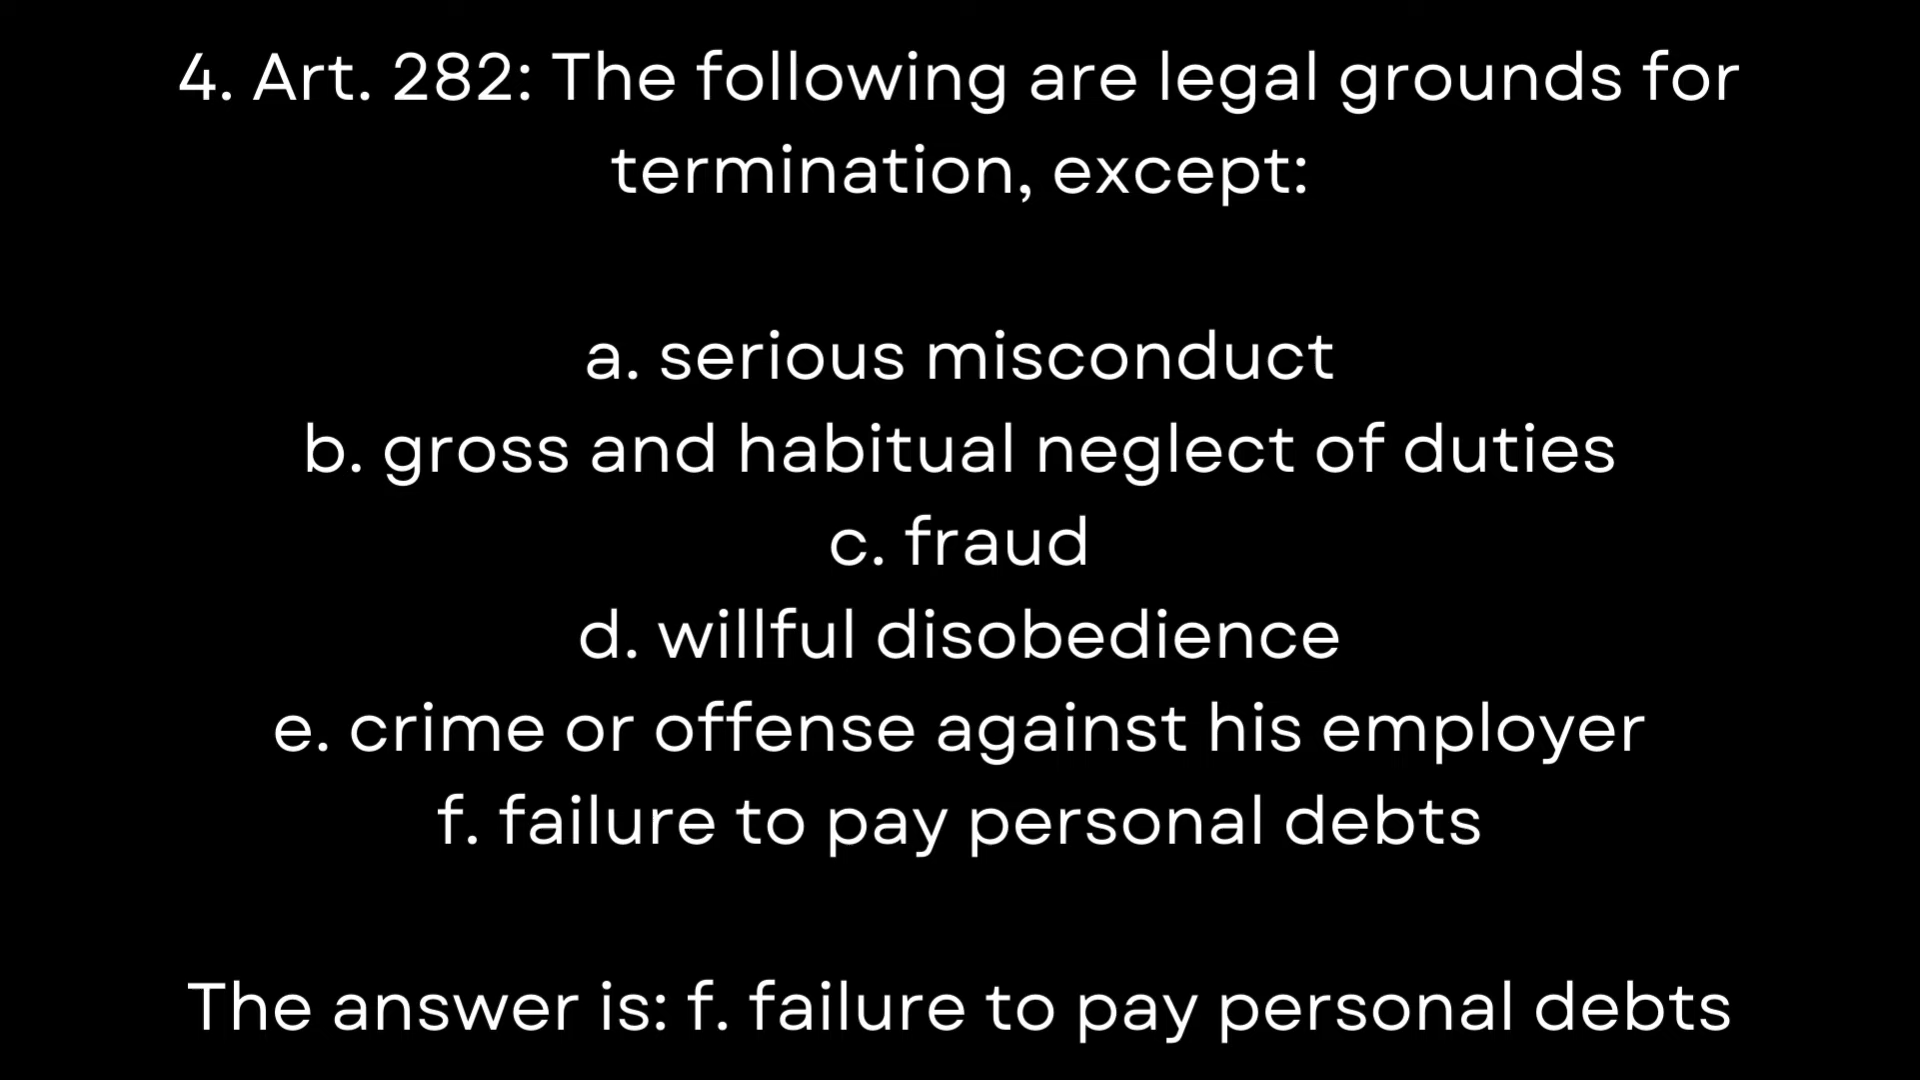 4. Art. 282: The following are legal grounds for
termination, except:
a. serious misconduct
b. gross and habitual neglect of duties
c. fraud
d. willful disobedience
e. crime or offense against his employer
f. failure to pay personal debts
The answer is: f. failure to pay personal debts